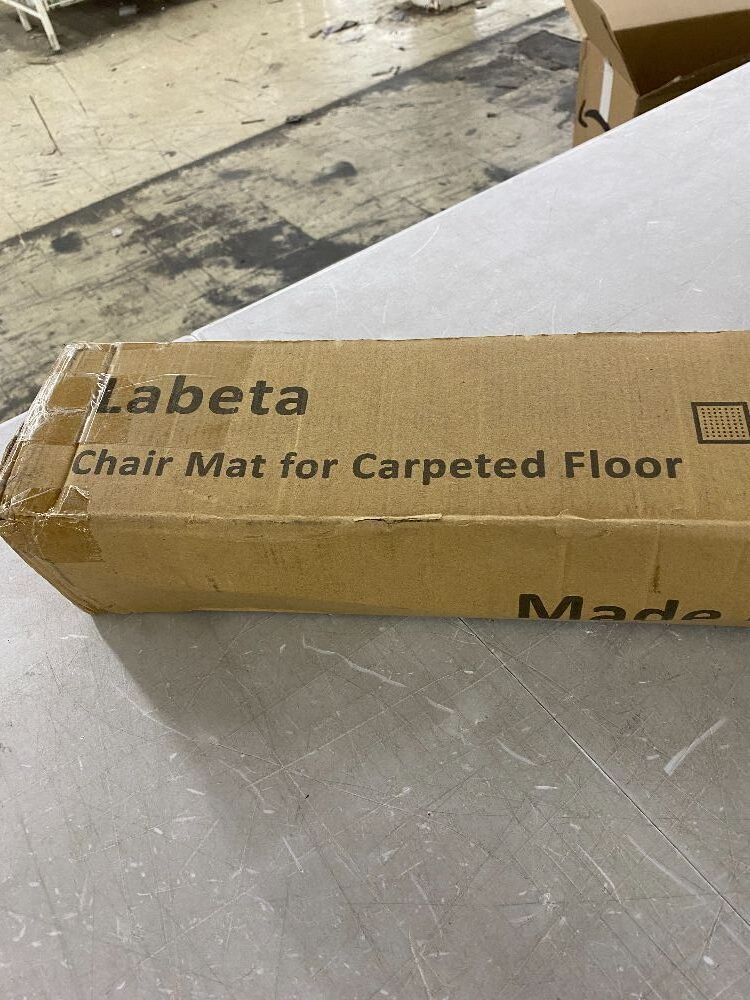 Labeta
Chair Mat for Carpeted Floor
Made